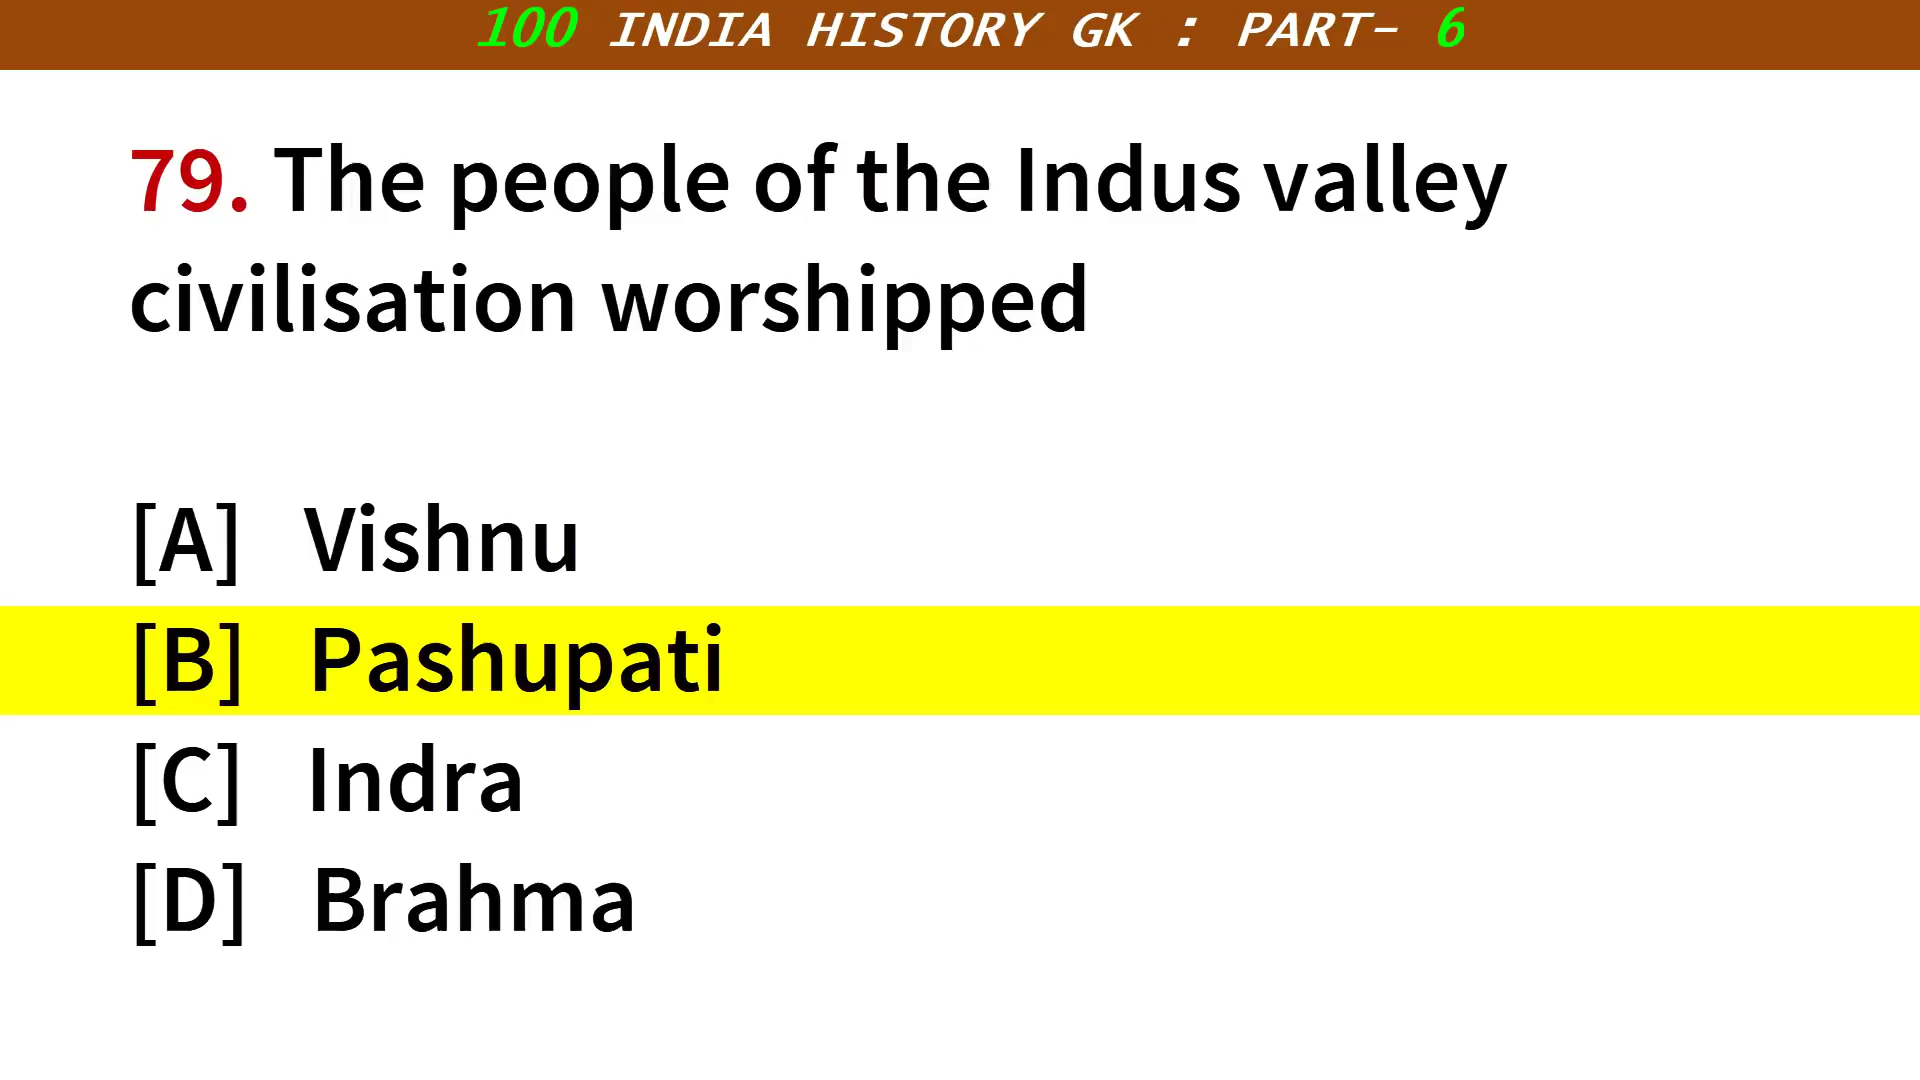 100 INDIA HISTORY GK : PART- 6
79. The people of the Indus valley
civilisation worshipped
[A] Vishnu
[B] Pashupati
[C] Indra
[D] Brahma